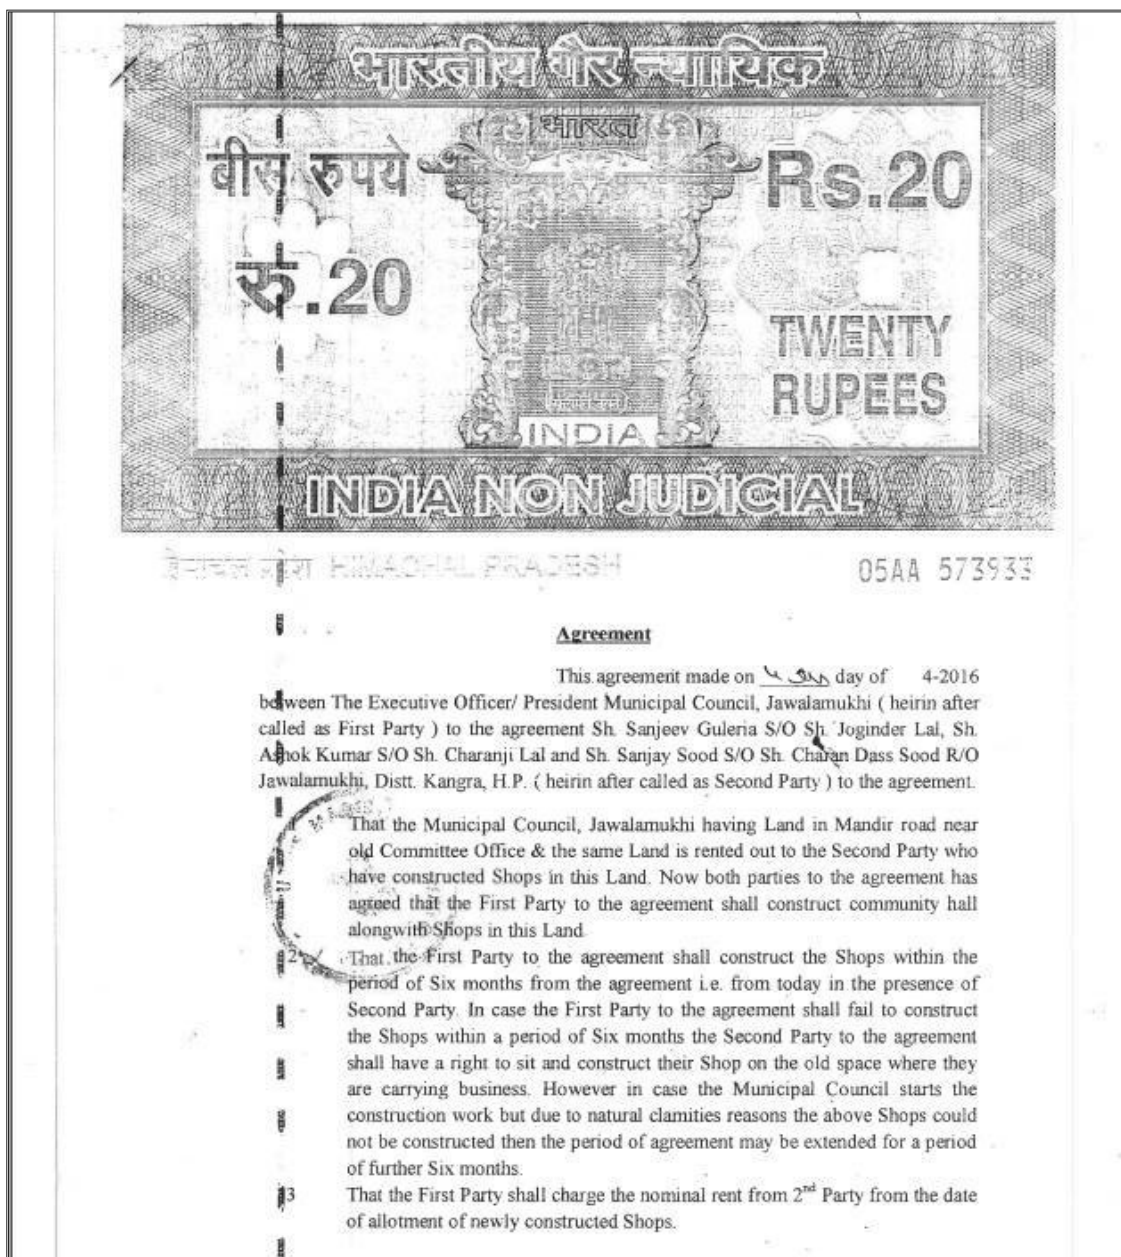 भारतीय गैर न्यायिक
भारत
बीस रुपये
Rs.20
रु.20
TWENTY
RUPEES
INDIA
INDIA NON JUDICIAL
प्रदेश HIMACHAL PRADESH
05AA 573933
Agreement
This agreement made on day of 4-2016
between The Executive Officer/ President Municipal Council, Jawalamukhi ( heirin after
called as First Party ) to the agreement Sh. Sanjeev Guleria S/O Sh. Joginder Lal, Sh.
Ashok Kumar S/O Sh. Charanji Lal and Sh. Sanjay Sood S/O Sh. Charan Dass Sood R/O
Jawalamukhi, Distt. Kangra, H.P. ( heirin after called as Second Party ) to the agreement.
That the Municipal Council, Jawalamukhi having Land in Mandir road near
old Committee Office & the same Land is rented out to the Second Party who
have constructed Shops in this Land. Now both parties to the agreement has
agreed that the First Party to the agreement shall construct community hall
alongwith Shops in this Land
2 That the First Party to the agreement shall construct the Shops within the
period of Six months from the agreement i.e. from today in the presence of
Second Party. In case the First Party to the agreement shall fail to construct
the Shops within a period of Six months the Second Party to the agreement
shall have a right to sit and construct their Shop on the old space where they
are carrying business. However in case the Municipal Council starts the
construction work but due to natural clamities reasons the above Shops could
not be constructed then the period of agreement may be extended for a period
of further Six months.
3 That the First Party shall charge the nominal rent from 2nd Party from the date
of allotment of newly constructed Shops.